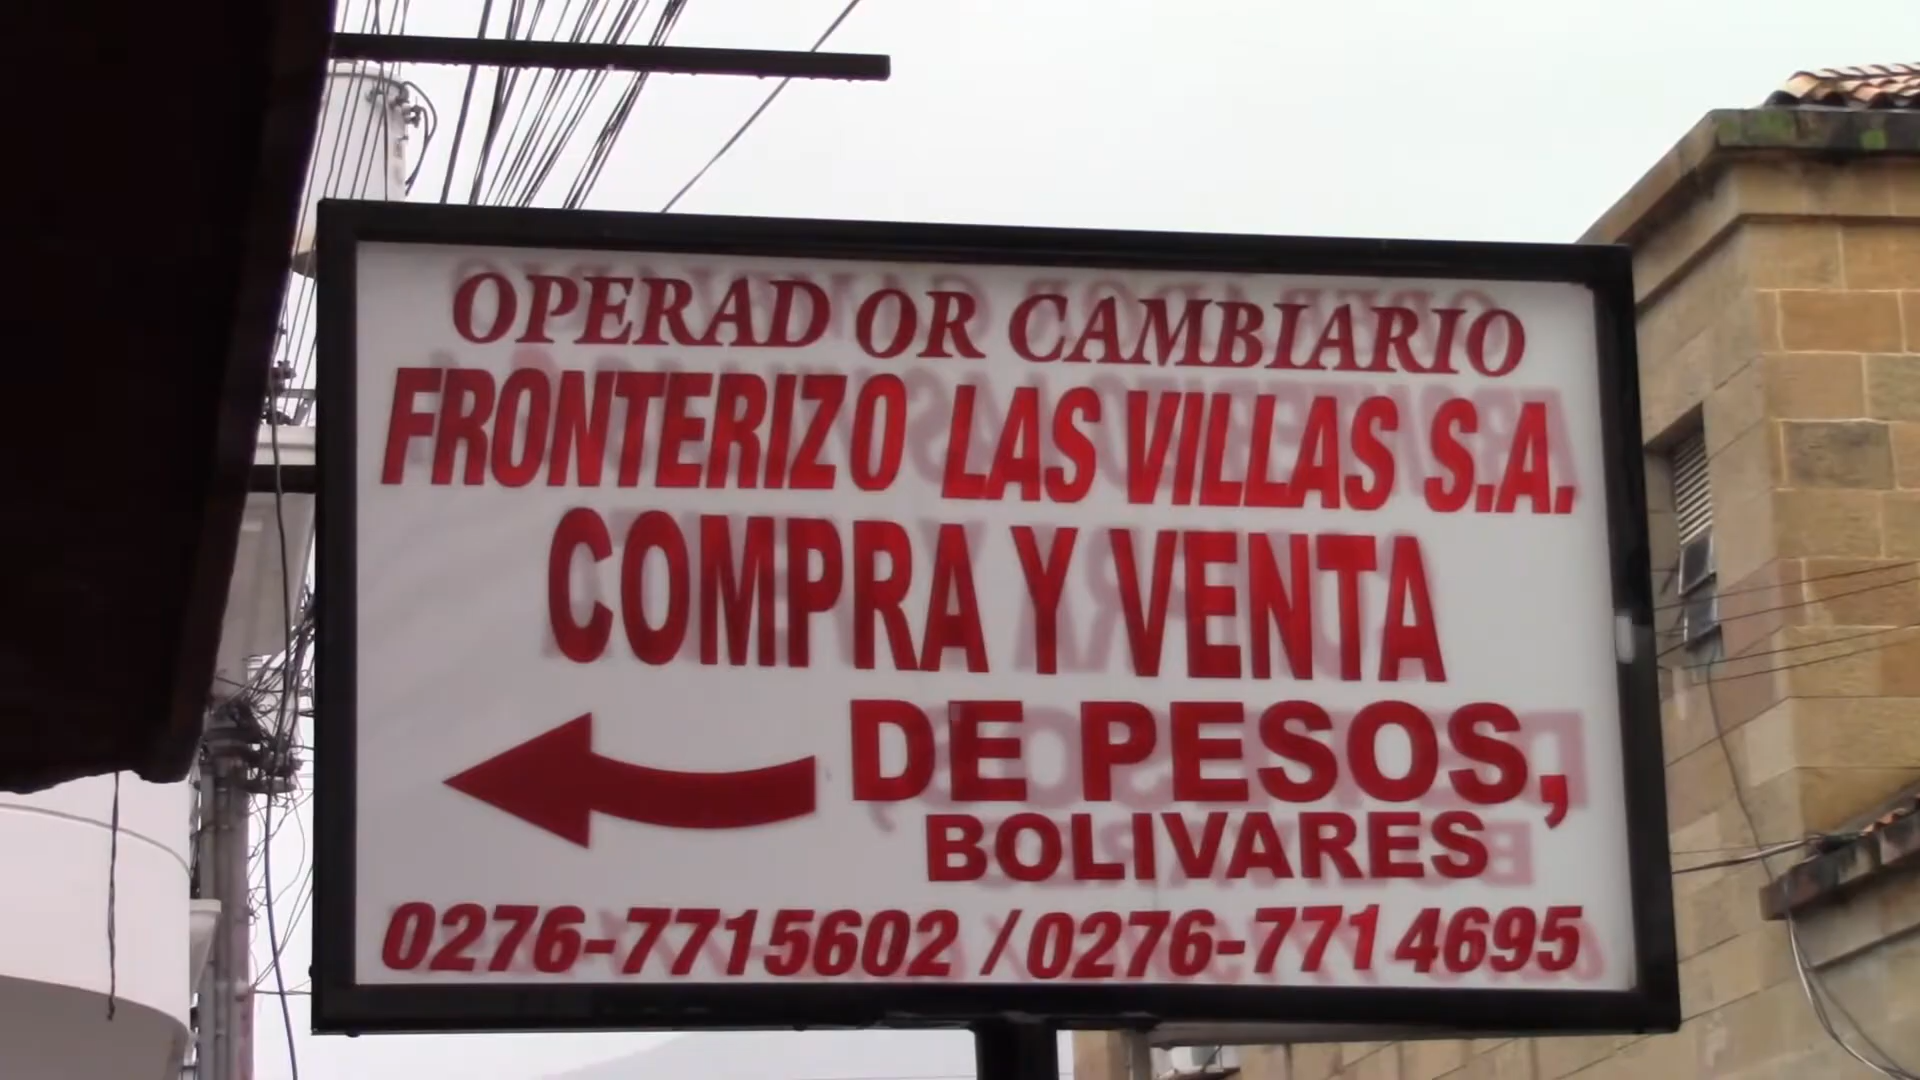 OPERADOR CAMBIARIO
FRONTERIZO LAS VILLAS S.A.
COMPRA Y VENTA
DE PESOS,
BOLIVARES
0276-7715602 / 0276-7714695